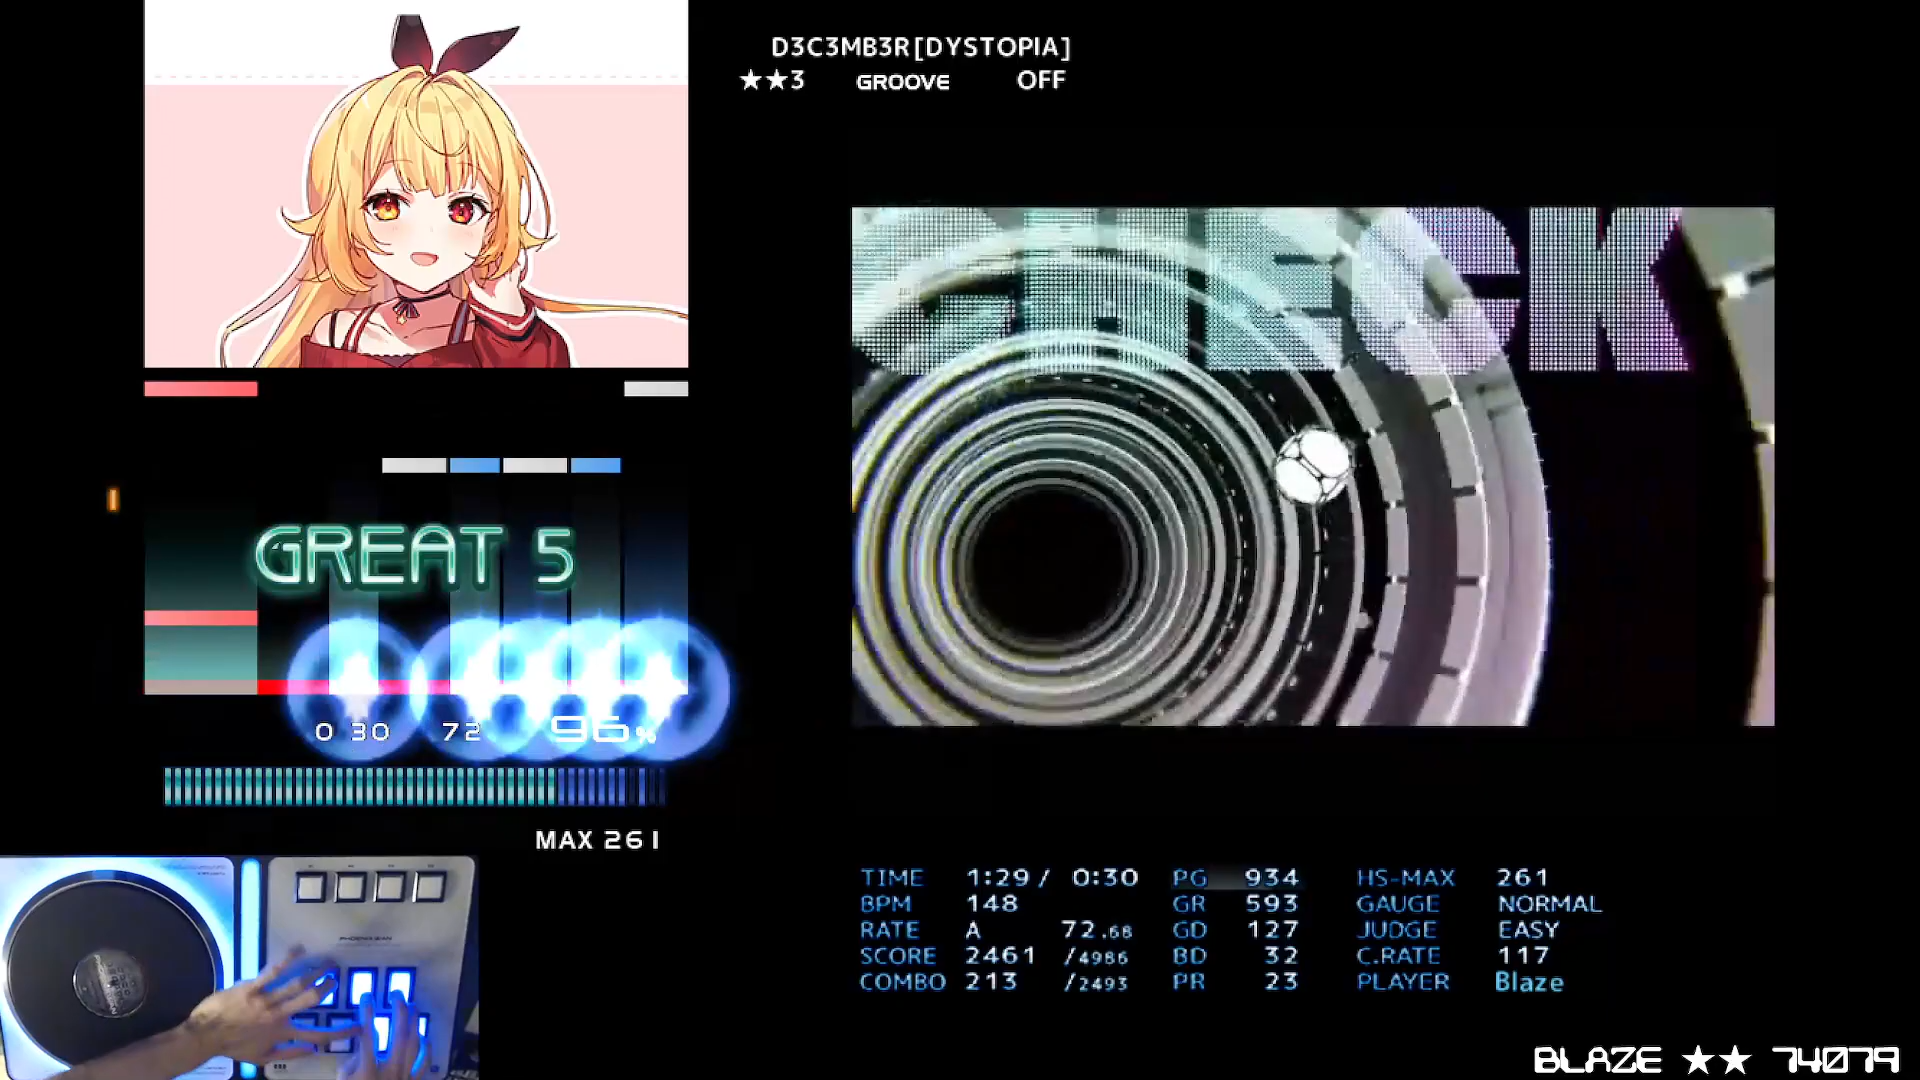 D3C3MB3R[DYSTOPIA]
★★3 GROOVE OFF
CHECK
GREAT 5
0 30 72 96%
MAX 261
TIME 1:29 / 0:30 PG 934 HS-MAX 261
BPM 148 GR 593 GAUGE NORMAL
RATE A 72.68 GD 127 JUDGE EASY
SCORE 2461 /4986 BD 32 C.RATE 117
COMBO 213 /2493 PR 23 PLAYER Blaze
PHOENIXWAN
BLAZE ★★ 74079